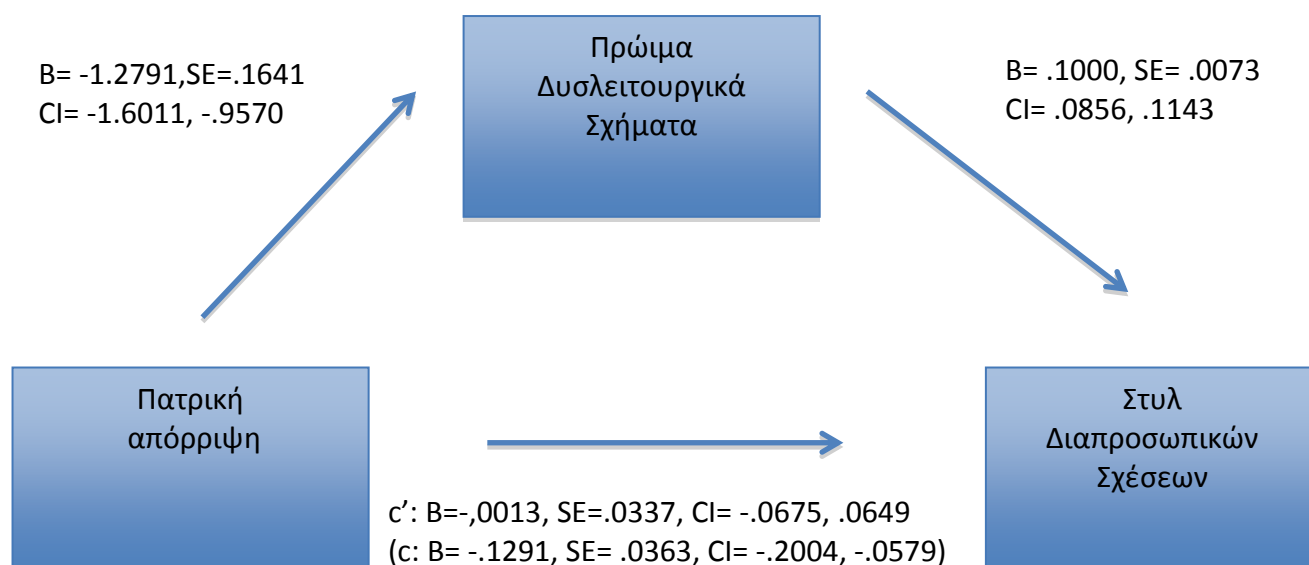 B= -1.2791,SE=.1641
CI= -1.6011, -.9570
Πρώιμα
Δυσλειτουργικά
Σχήματα
B= .1000, SE= .0073
CI= .0856, .1143
Πατρική
απόρριψη
Στυλ
Διαπροσωπικών
Σχέσεων
c’: B=-,0013, SE=.0337, CI= -.0675, .0649
(c: B= -.1291, SE= .0363, CI= -.2004, -.0579)